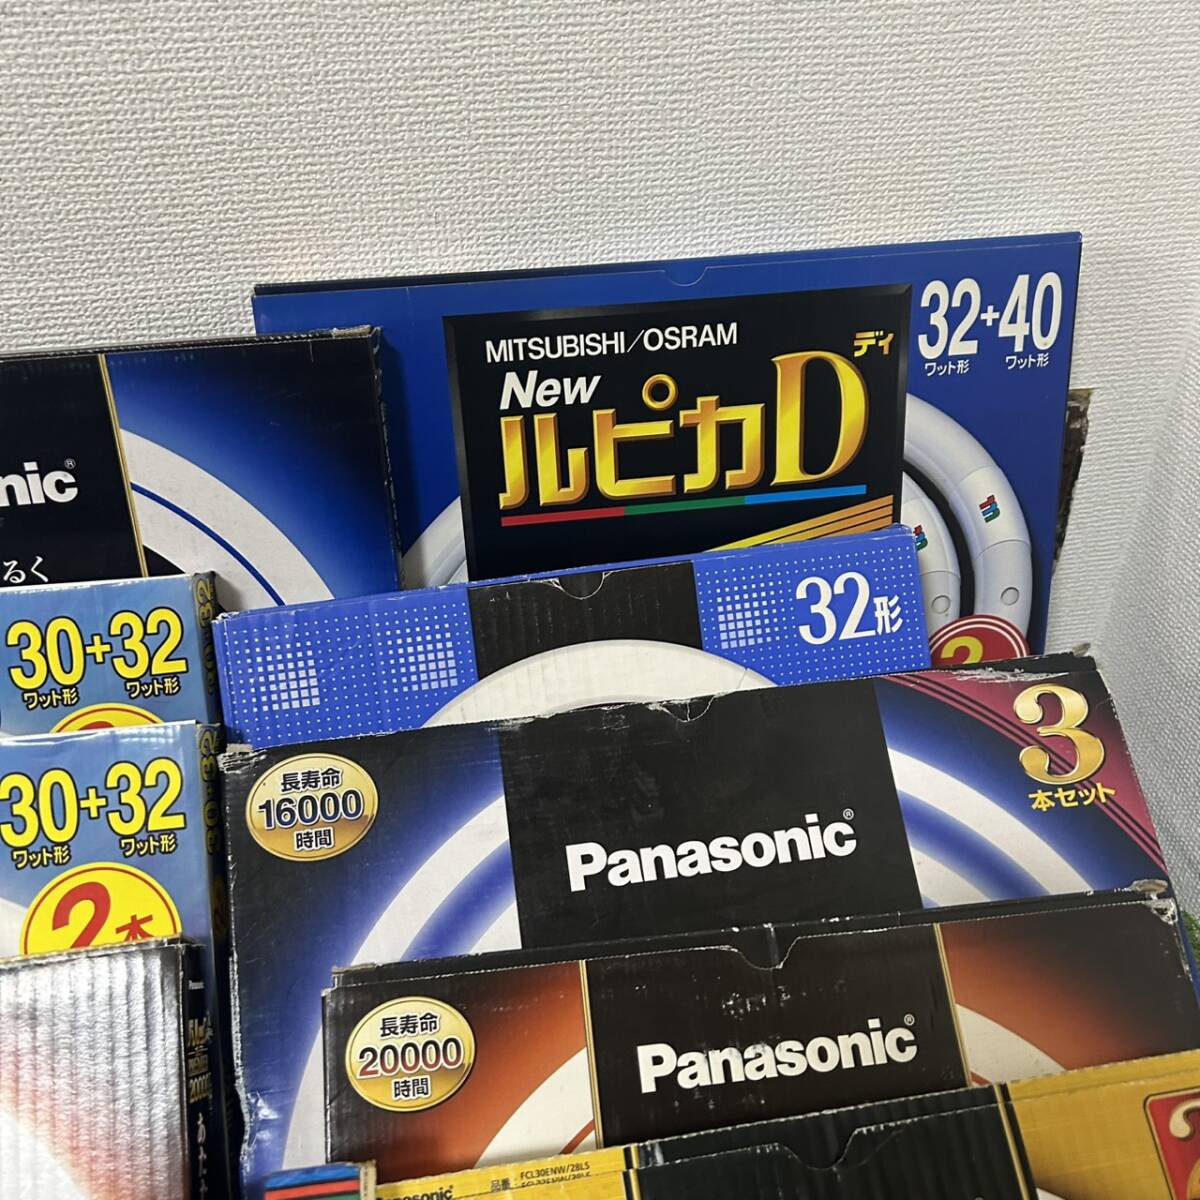 MITSUBISHI/OSRAM
New
ルピカD
ディ
32+40
ワット形 ワット形
nic
るく
30+32
ワット形 ワット形
32形
30+32
ワット形 ワット形
2本
長寿命
16000
時間
Panasonic
3
本セット
長寿命
20000
時間
Panasonic
品番:FCL30ENW/28LS
Panasonic